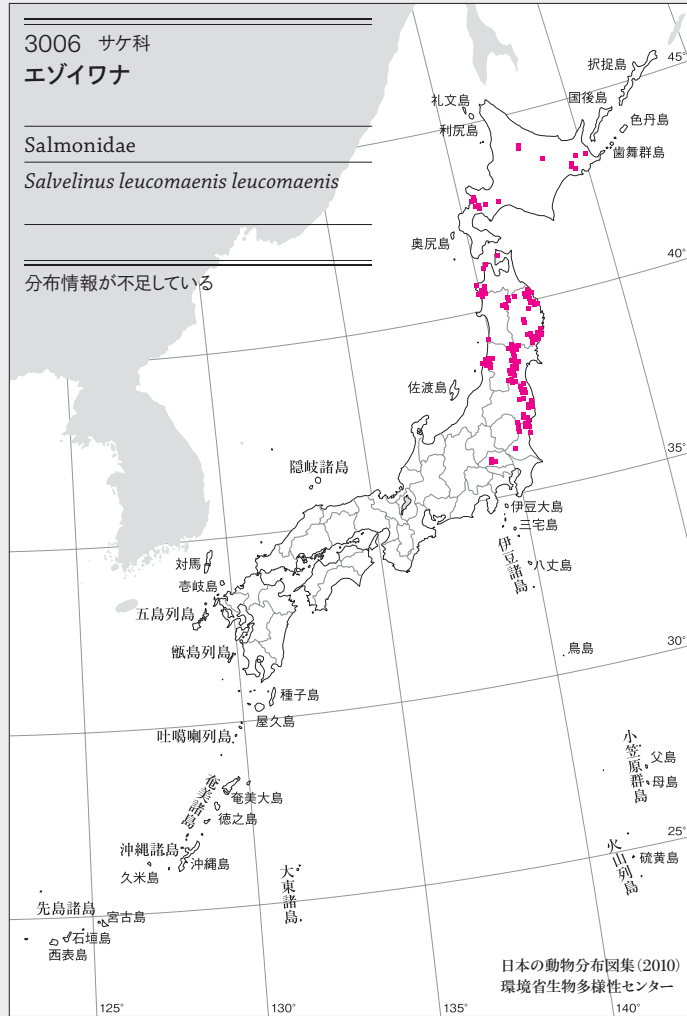 3006 サケ科
エゾイワナ
Salmonidae
Salvelinus leucomaenis leucomaenis
分布情報が不足している
45°
択捉島
国後島
色丹島
歯舞群島
礼文島
利尻島
奥尻島
40°
佐渡島
35°
隠岐諸島
伊豆大島
三宅島
伊豆諸島
八丈島
対馬
壱岐島
五島列島
甑島列島
鳥島
30°
種子島
屋久島
吐噶喇列島
小笠原群島
父島
母島
奄美諸島
奄美大島
徳之島
25°
沖縄諸島
沖縄島
久米島
火山列島
硫黄島
大東諸島
先島諸島
宮古島
石垣島
西表島
日本の動物分布図集(2010)
環境省生物多様性センター
125°
130°
135°
140°